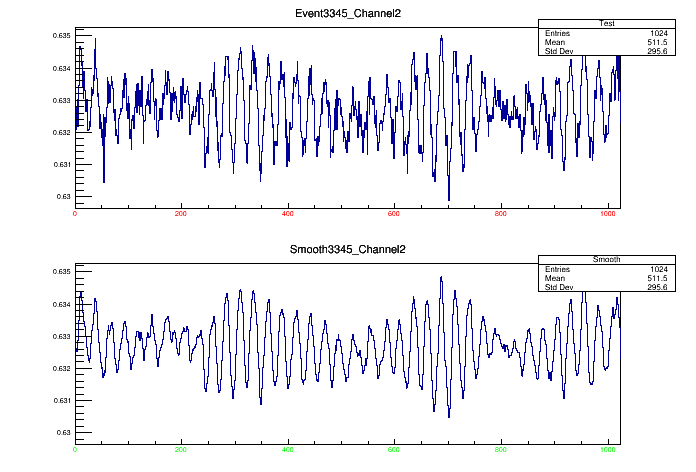 Event3345_Channel2
Test
Entries 1024
Mean 511.5
Std Dev 295.6
0.635
0.634
0.633
0.632
0.631
0.63
0 200 400 600 800 1000
Smooth3345_Channel2
Smooth
Entries 1024
Mean 511.5
Std Dev 295.6
0.635
0.634
0.633
0.632
0.631
0.63
0 200 400 600 800 1000